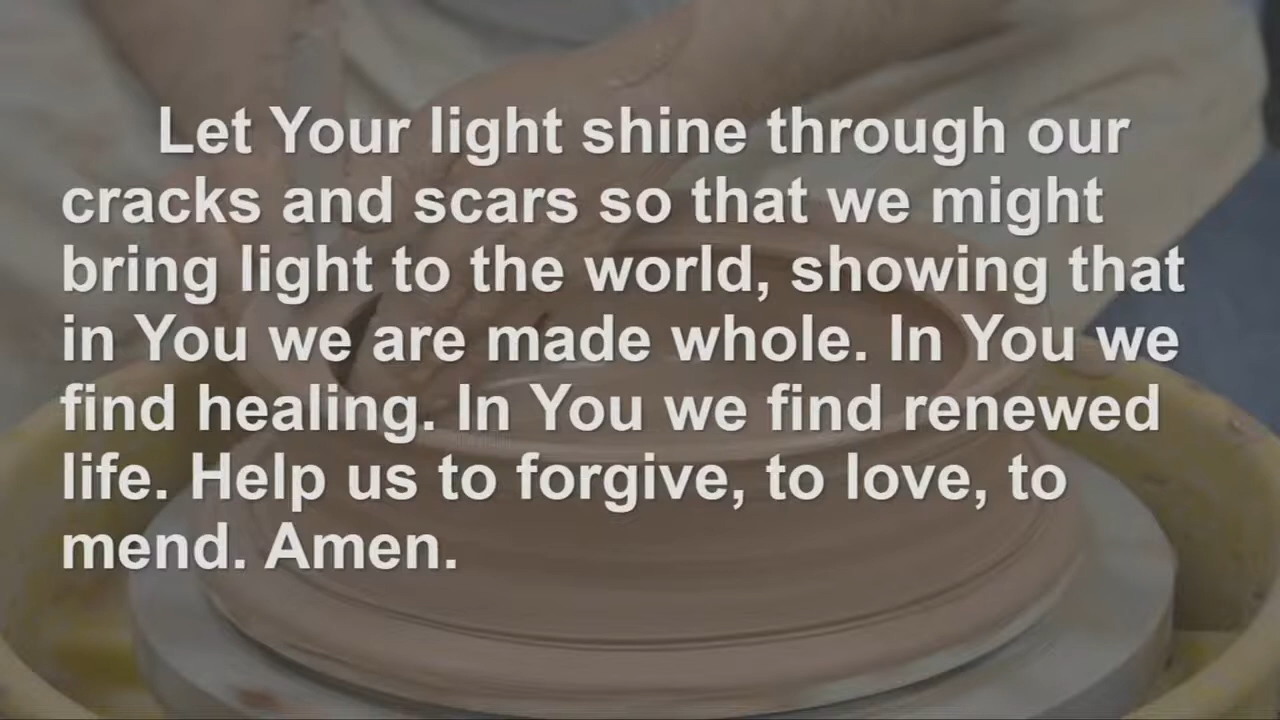 Let Your light shine through our
cracks and scars so that we might
bring light to the world, showing that
in You we are made whole. In You we
find healing. In You we find renewed
life. Help us to forgive, to love, to
mend. Amen.